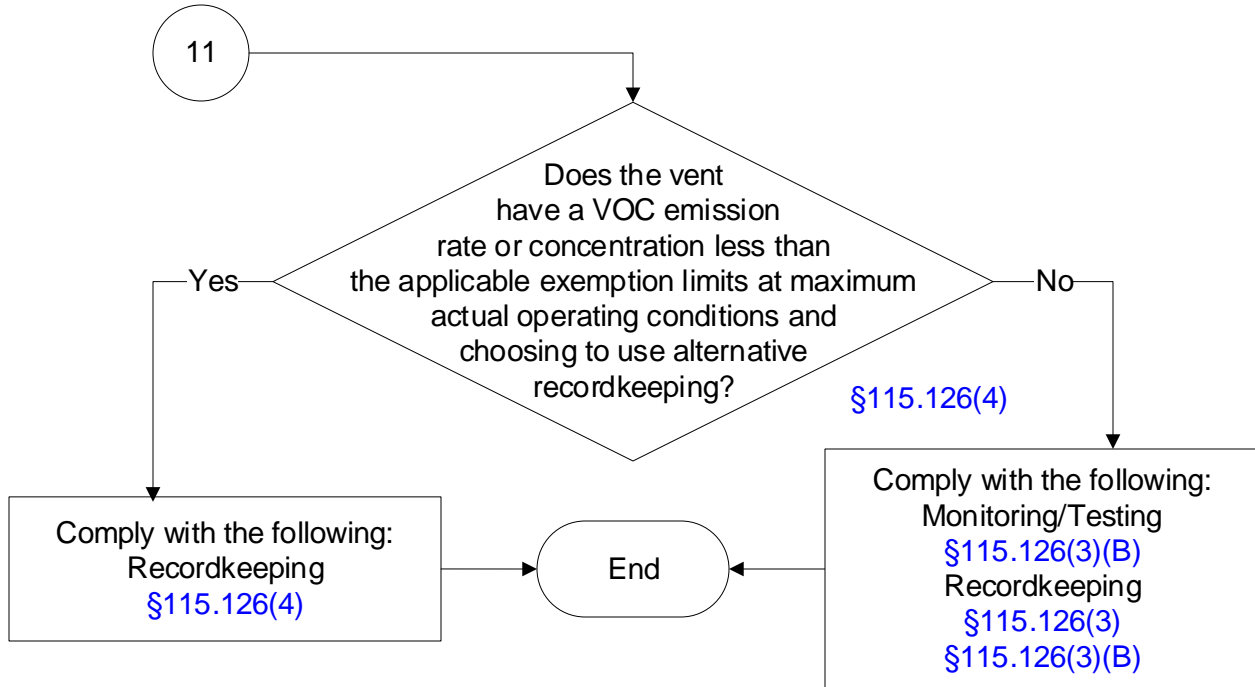 11
Does the vent
have a VOC emission
rate or concentration less than
the applicable exemption limits at maximum
actual operating conditions and
choosing to use alternative
recordkeeping?
Yes
No
§115.126(4)
Comply with the following:
Recordkeeping
§115.126(4)
End
Comply with the following:
Monitoring/Testing
§115.126(3)(B)
Recordkeeping
§115.126(3)
§115.126(3)(B)